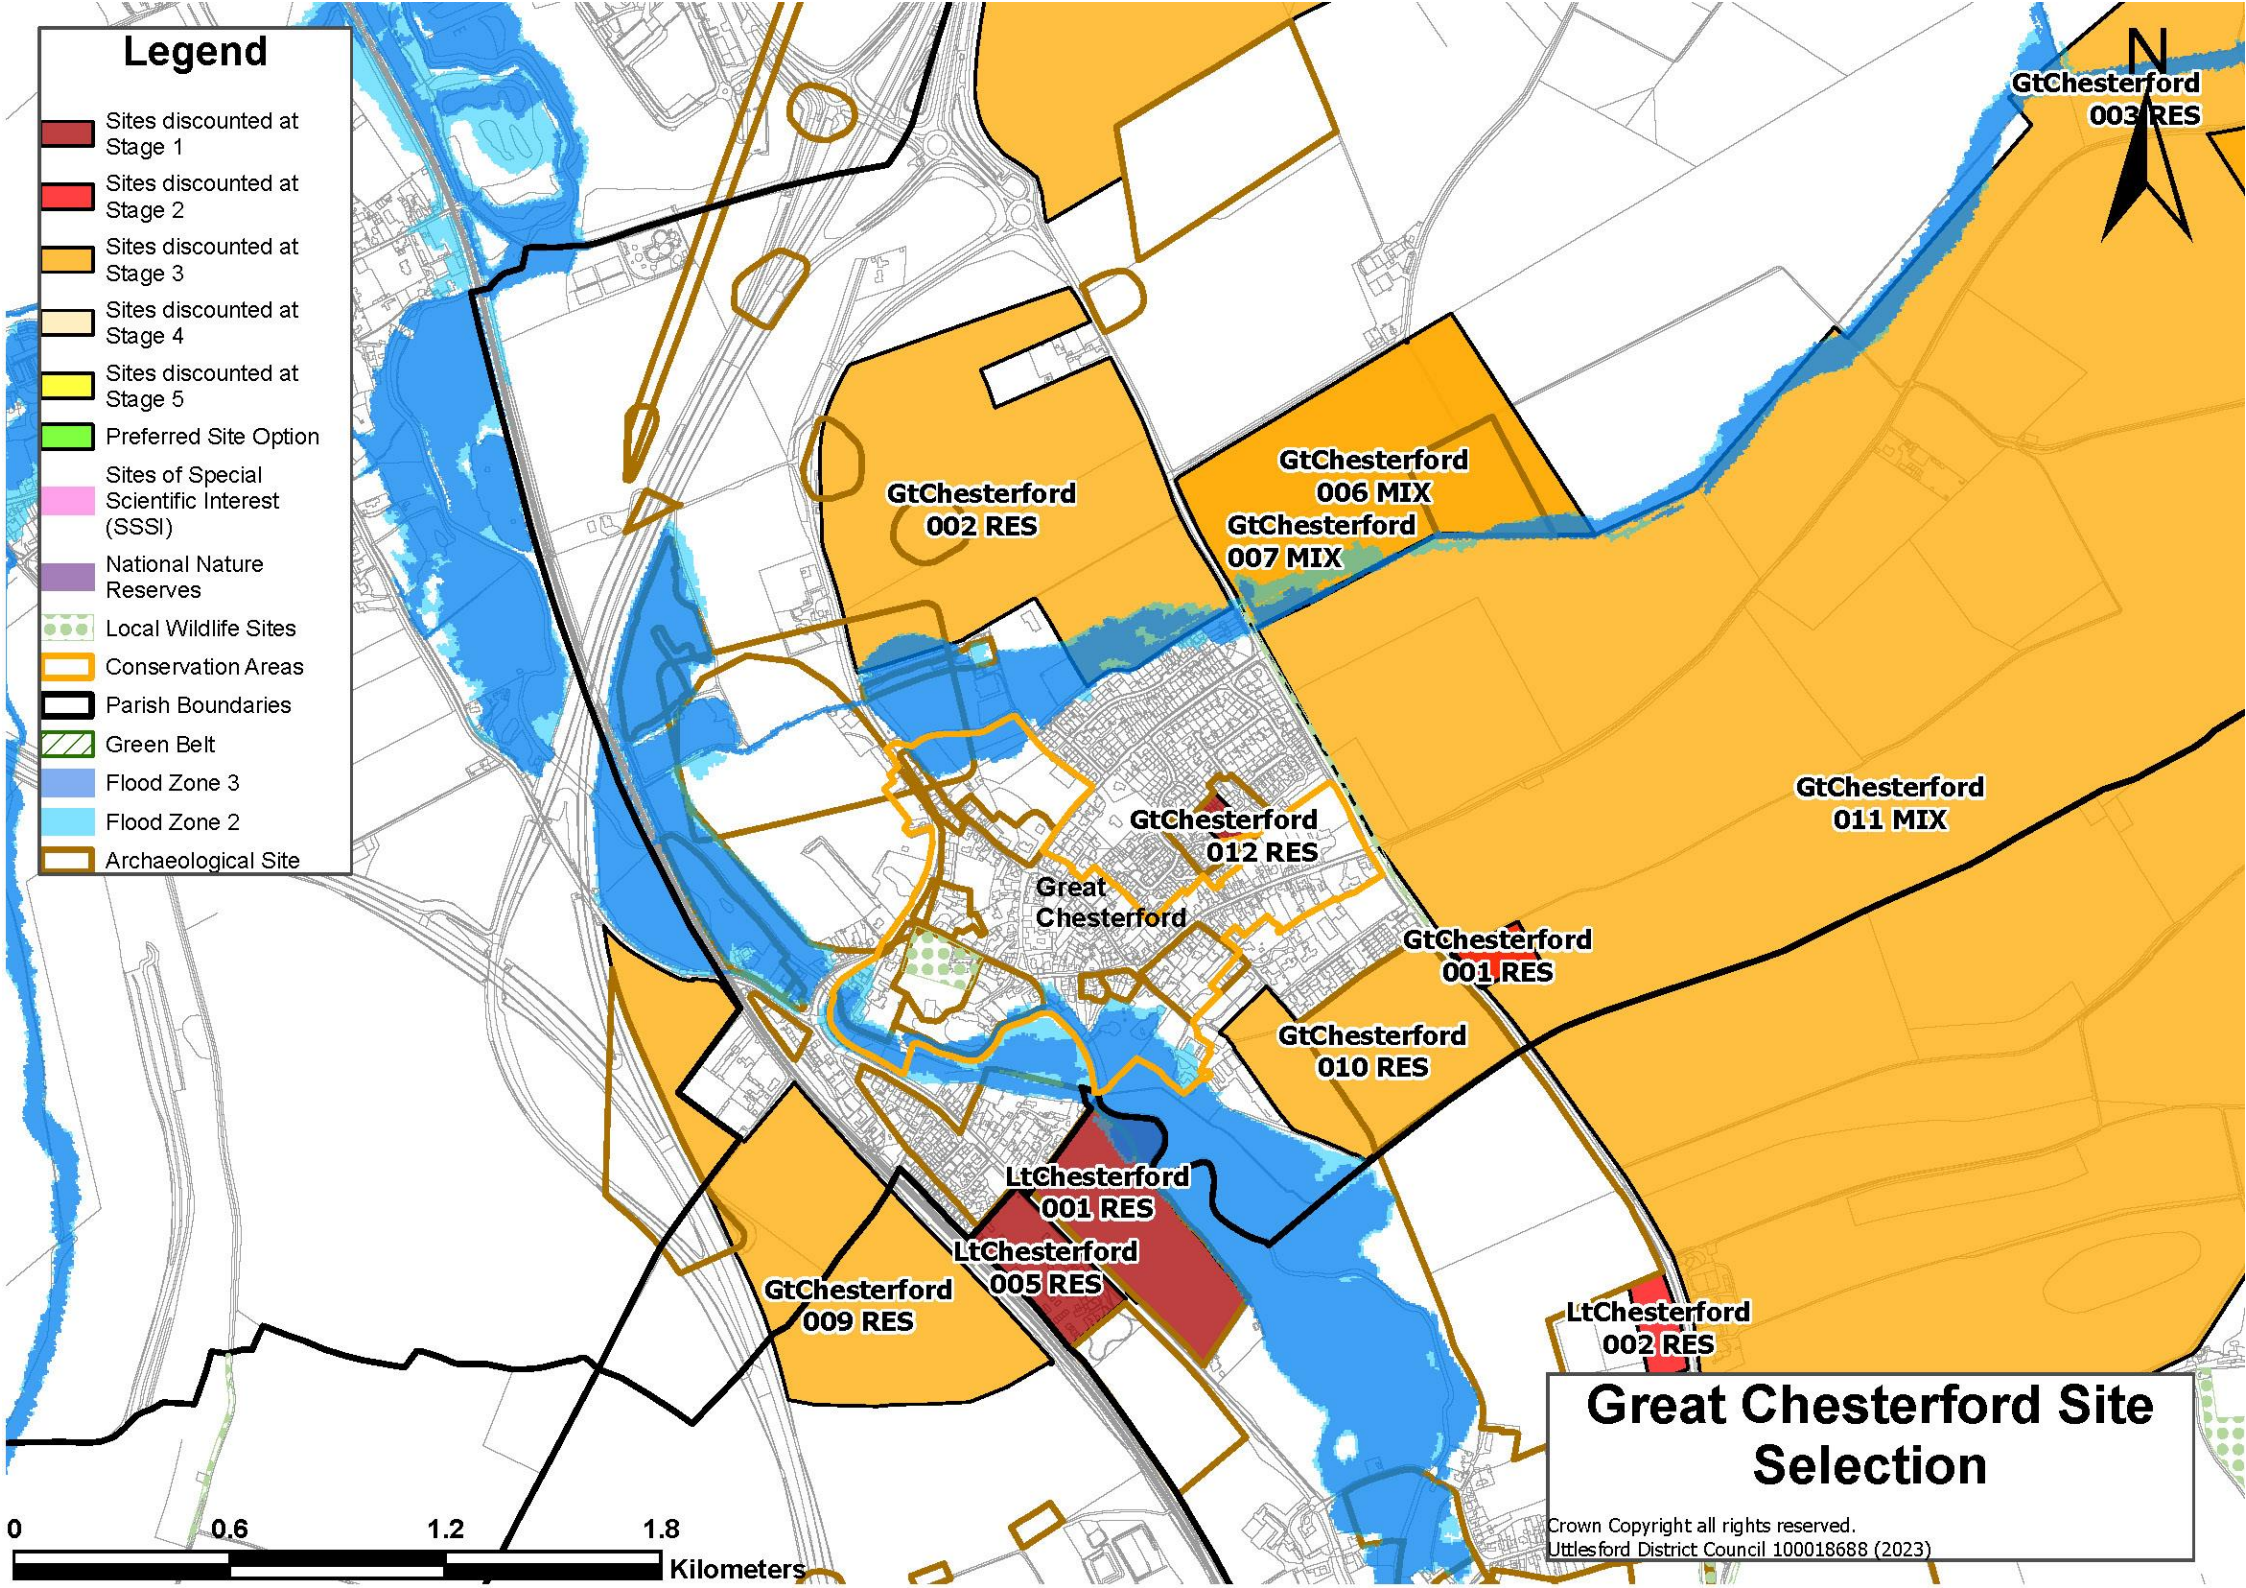 Legend
Sites discounted at
Stage 1
Sites discounted at
Stage 2
Sites discounted at
Stage 3
Sites discounted at
Stage 4
Sites discounted at
Stage 5
Preferred Site Option
Sites of Special
Scientific Interest
(SSSI)
National Nature
Reserves
Local Wildlife Sites
Conservation Areas
Parish Boundaries
Green Belt
Flood Zone 3
Flood Zone 2
Archaeological Site
N
GtChesterford
003 RES
GtChesterford
002 RES
GtChesterford
006 MIX
GtChesterford
007 MIX
GtChesterford
011 MIX
GtChesterford
012 RES
Great
Chesterford
GtChesterford
001 RES
GtChesterford
010 RES
LtChesterford
001 RES
LtChesterford
005 RES
GtChesterford
009 RES
LtChesterford
002 RES
Great Chesterford Site
Selection
Crown Copyright all rights reserved.
Uttlesford District Council 100018688 (2023)
0 0.6 1.2 1.8
Kilometers